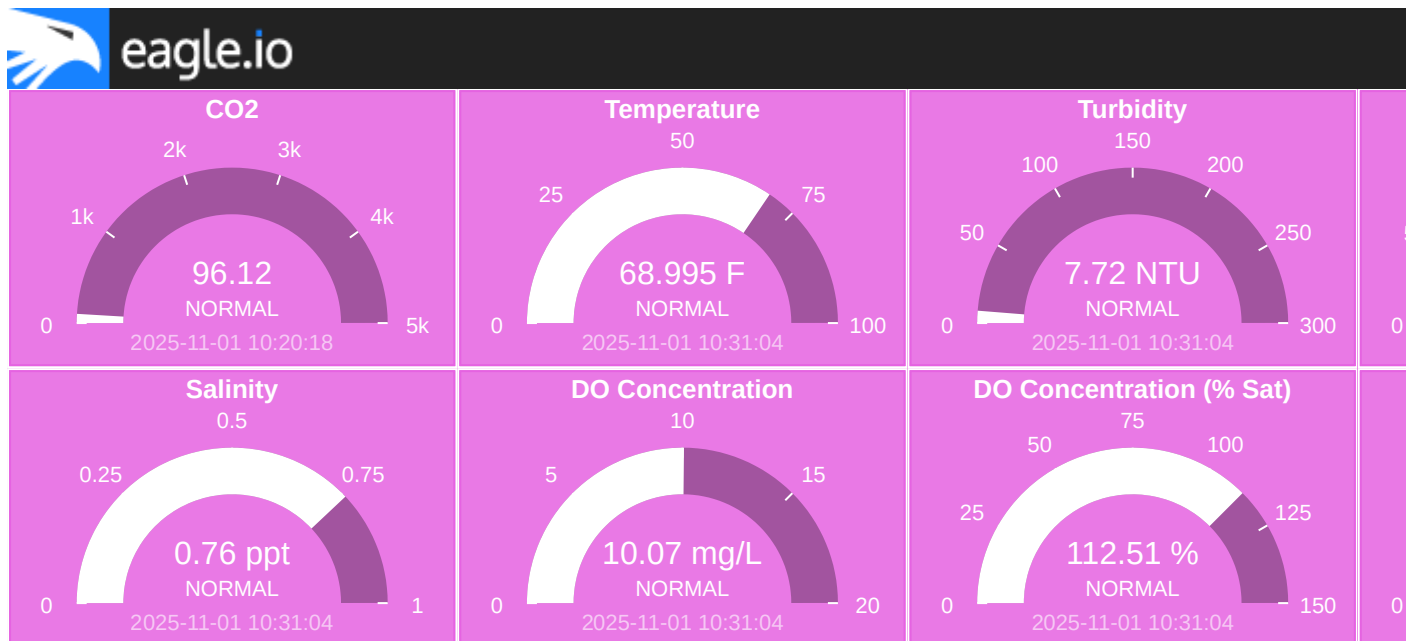 eagle.io
CO2
2k 3k
1k 4k
96.12
NORMAL
0 5k
2025-11-01 10:20:18
Temperature
50
25 75
68.995 F
NORMAL
0 100
2025-11-01 10:31:04
Turbidity
150
100 200
50 250
7.72 NTU
NORMAL
0 300
2025-11-01 10:31:04
0
Salinity
0.5
0.25 0.75
0.76 ppt
NORMAL
0 1
2025-11-01 10:31:04
DO Concentration
10
5 15
10.07 mg/L
NORMAL
0 20
2025-11-01 10:31:04
DO Concentration (% Sat)
75
50 100
25 125
112.51 %
NORMAL
0 150
2025-11-01 10:31:04
0